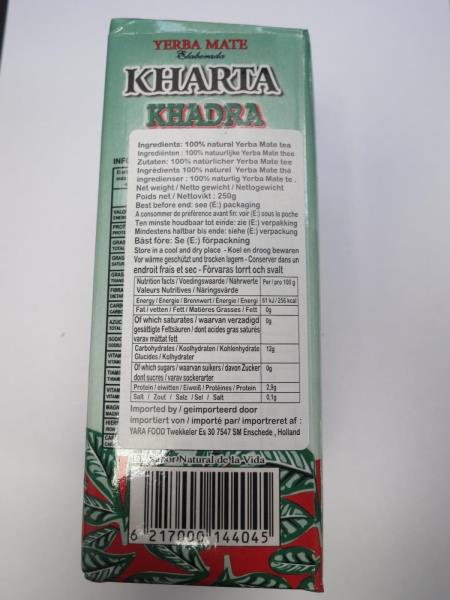 YERBA MATE
Elaborada
KHARTA
KHADRA
Ingredients: 100% natural Yerba Mate tea
Ingrediënten : 100% natuurlijke Yerba Mate thee
Zutaten: 100% natürlicher Yerba Mate tee
Ingrédients 100% naturel Yerba Mate thé
ingredienser : 100% naturlig Yerba Mate te .
Net weight / Netto gewicht / Nettogewicht
Poids net / Nettovikt : 250g
Best before end: see (E:) packaging
A consommer de préférence avant fin: voir (E:) sous la poche
Ten minste houdbaar tot einde: zie (E:) verpakking
Mindestens haltbar bis ende: siehe (E:) verpackung
Bäst före: Se (E:) förpackning
Store in a cool and dry place - Koel en droog bewaren
Vor wärme geschützt und trocken lagern - Conserver dans un
endroit frais et sec - Förvaras torrt och svalt
Nutrition facts / Voedingswaarde / Nährwerte Per / pro 100 g
Valeurs Nutritives / Näringsvärde
Energy / Energie / Brennwert / Energie / Energi 61 kJ / 256 kcal
Fat / vetten / Fett / Matières Grasses / Fett 0g
Of which saturates / waarvan verzadigd 0g
gesättigte Fettsäuren / dont acides gras saturés
varav mättat fett
Carbohydrates / Koolhydraten / Kohlenhydrate 12g
Glucides / Kolhydrater
Of which sugars / waarvan suikers / davon Zucker 0g
dont sucres / varav sockerarter
Protein / eiwitten / Eiweiß / Protéines / Protein 2,9g
Salt / Zout / Salz / Sel / Salt 0,1g
Imported by / geimporteerd door
importiert von / importé par/ importreret af :
YARA FOOD Twekkeler Es 30 7547 SM Enschede , Holland
Sabor Natural de la Vida
6 217000 144045